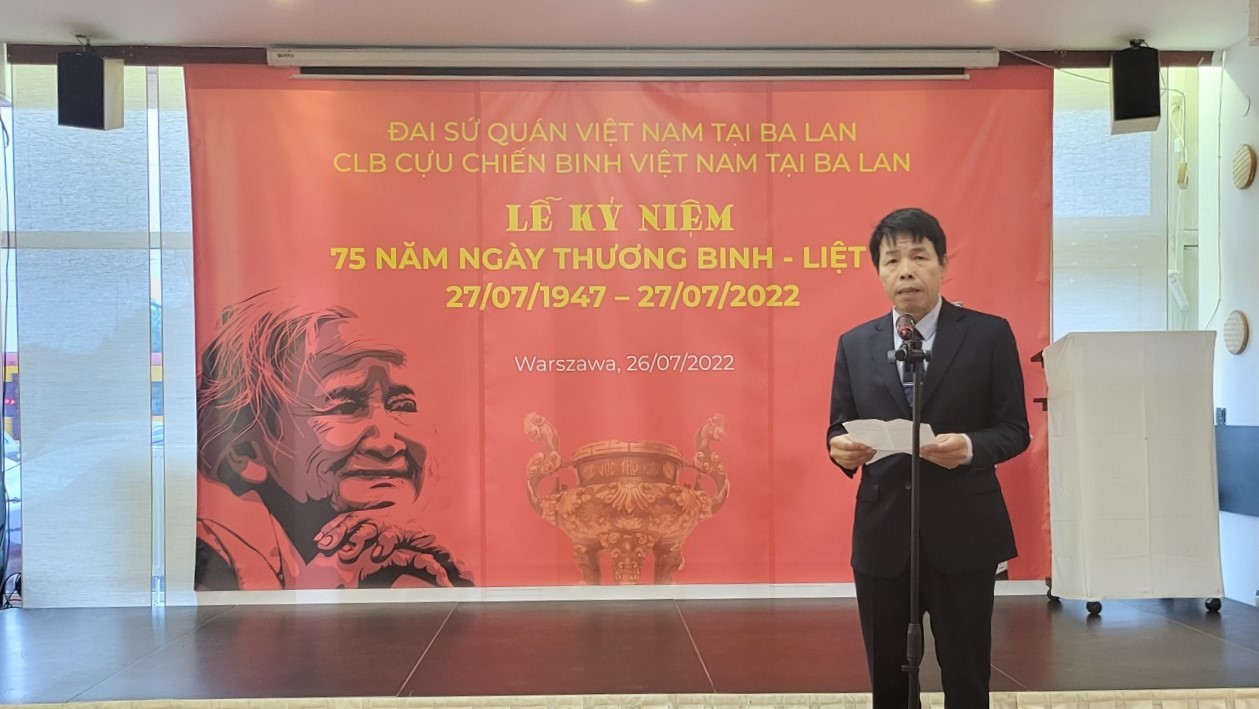 ĐẠI SỨ QUÁN VIỆT NAM TẠI BA LAN
CLB CỰU CHIẾN BINH VIỆT NAM TẠI BA LAN
LỄ KỶ NIỆM
75 NĂM NGÀY THƯƠNG BINH - LIỆT
27/07/1947 – 27/07/2022
Warszawa, 26/07/2022